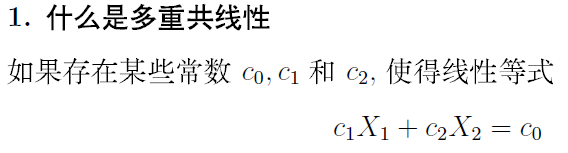 1. 什么是多重共线性
如果存在某些常数 c₀, c₁ 和 c₂, 使得线性等式
c₁X₁ + c₂X₂ = c₀